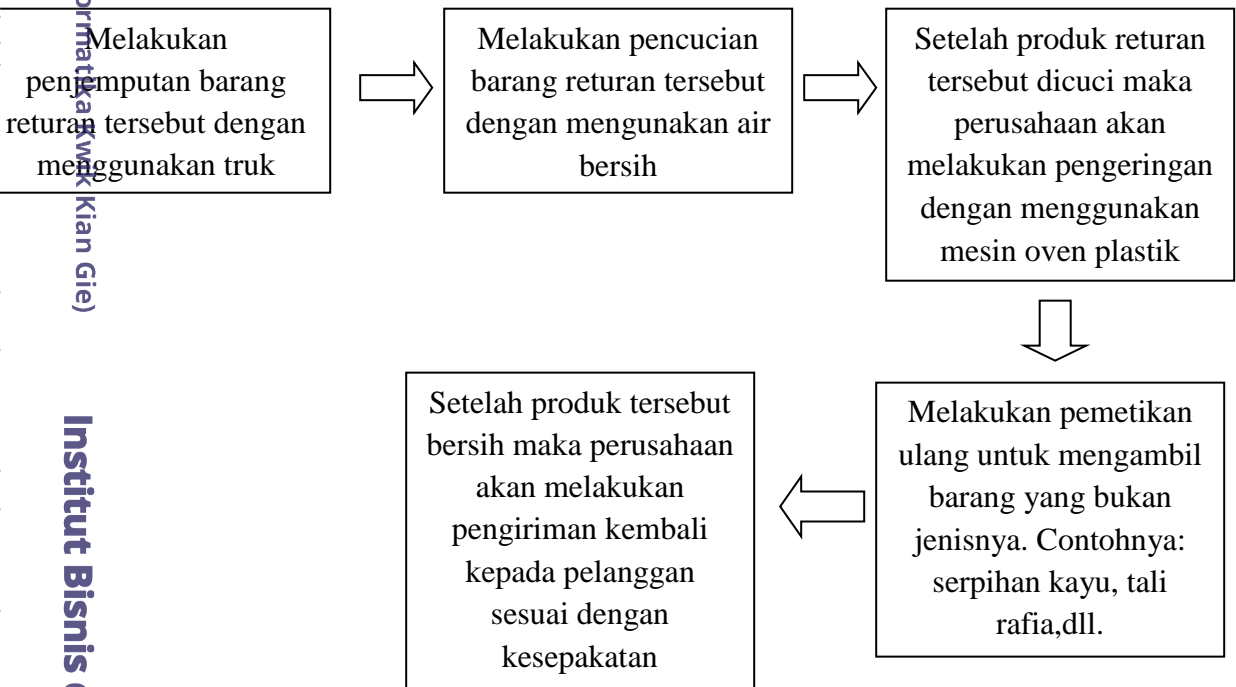 Melakukan
penjemputan barang
returan tersebut dengan
menggunakan truk
Melakukan pencucian
barang returan tersebut
dengan mengunakan air
bersih
Setelah produk returan
tersebut dicuci maka
perusahaan akan
melakukan pengeringan
dengan menggunakan
mesin oven plastik
Melakukan pemetikan
ulang untuk mengambil
barang yang bukan
jenisnya. Contohnya:
serpihan kayu, tali
rafia,dll.
Setelah produk tersebut
bersih maka perusahaan
akan melakukan
pengiriman kembali
kepada pelanggan
sesuai dengan
kesepakatan
ormatika Kwik Kian Gie)
Institut Bisnis